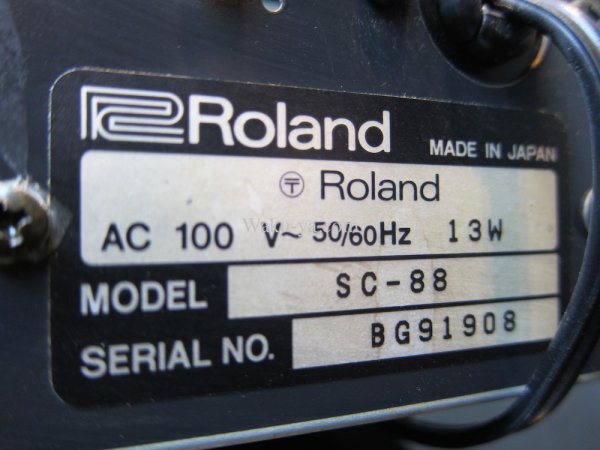 Roland
MADE IN JAPAN
〶 Roland
AC 100 V~ 50/60Hz 13W
MODEL SC-88
SERIAL NO. BG91908